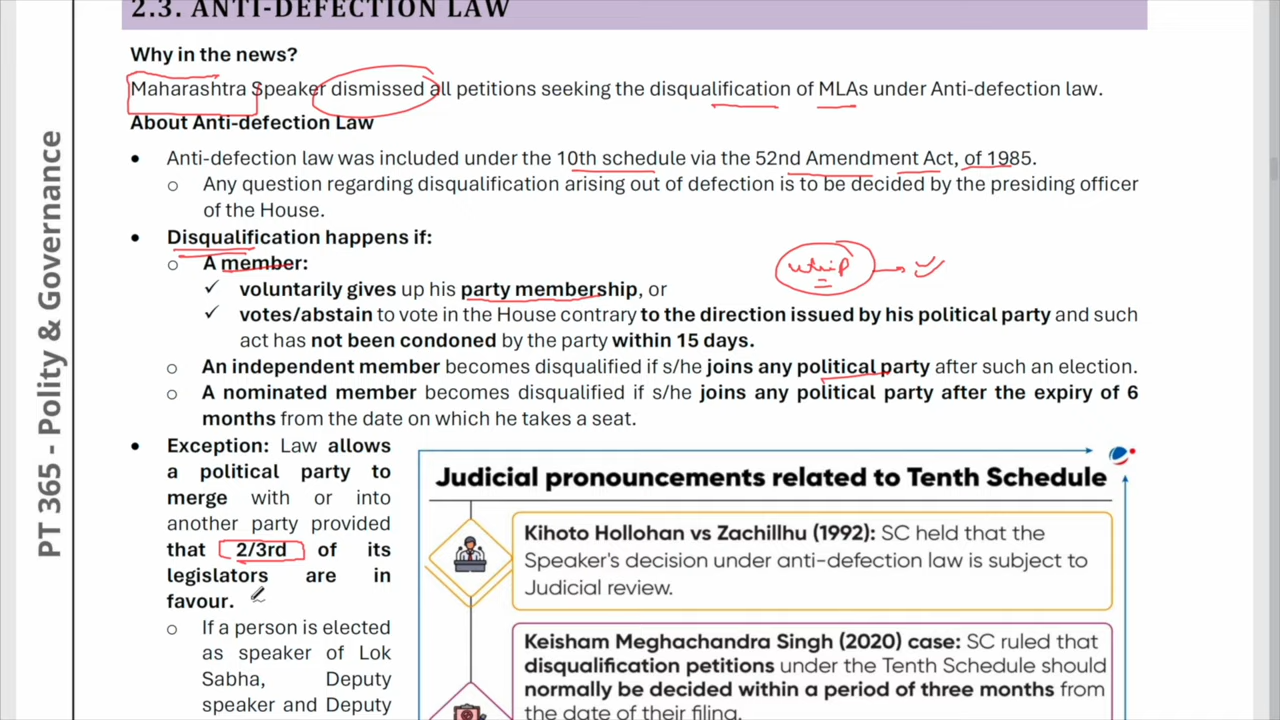 2.3. ANTI-DEFECTION LAW
Why in the news?
Maharashtra Speaker dismissed all petitions seeking the disqualification of MLAs under Anti-defection law.
About Anti-defection Law
• Anti-defection law was included under the 10th schedule via the 52nd Amendment Act, of 1985.
o Any question regarding disqualification arising out of defection is to be decided by the presiding officer
of the House.
• Disqualification happens if:
o A member:
whip
✓ voluntarily gives up his party membership, or
✓ votes/abstain to vote in the House contrary to the direction issued by his political party and such
act has not been condoned by the party within 15 days.
o An independent member becomes disqualified if s/he joins any political party after such an election.
o A nominated member becomes disqualified if s/he joins any political party after the expiry of 6
months from the date on which he takes a seat.
• Exception: Law allows
a political party to
merge with or into
another party provided
that 2/3rd of its
legislators are in
favour.
o If a person is elected
as speaker of Lok
Sabha, Deputy
speaker and Deputy
Judicial pronouncements related to Tenth Schedule
Kihoto Hollohan vs Zachillhu (1992): SC held that the
Speaker's decision under anti-defection law is subject to
Judicial review.
Keisham Meghachandra Singh (2020) case: SC ruled that
disqualification petitions under the Tenth Schedule should
normally be decided within a period of three months from
the date of their filing.
PT 365 - Polity & Governance